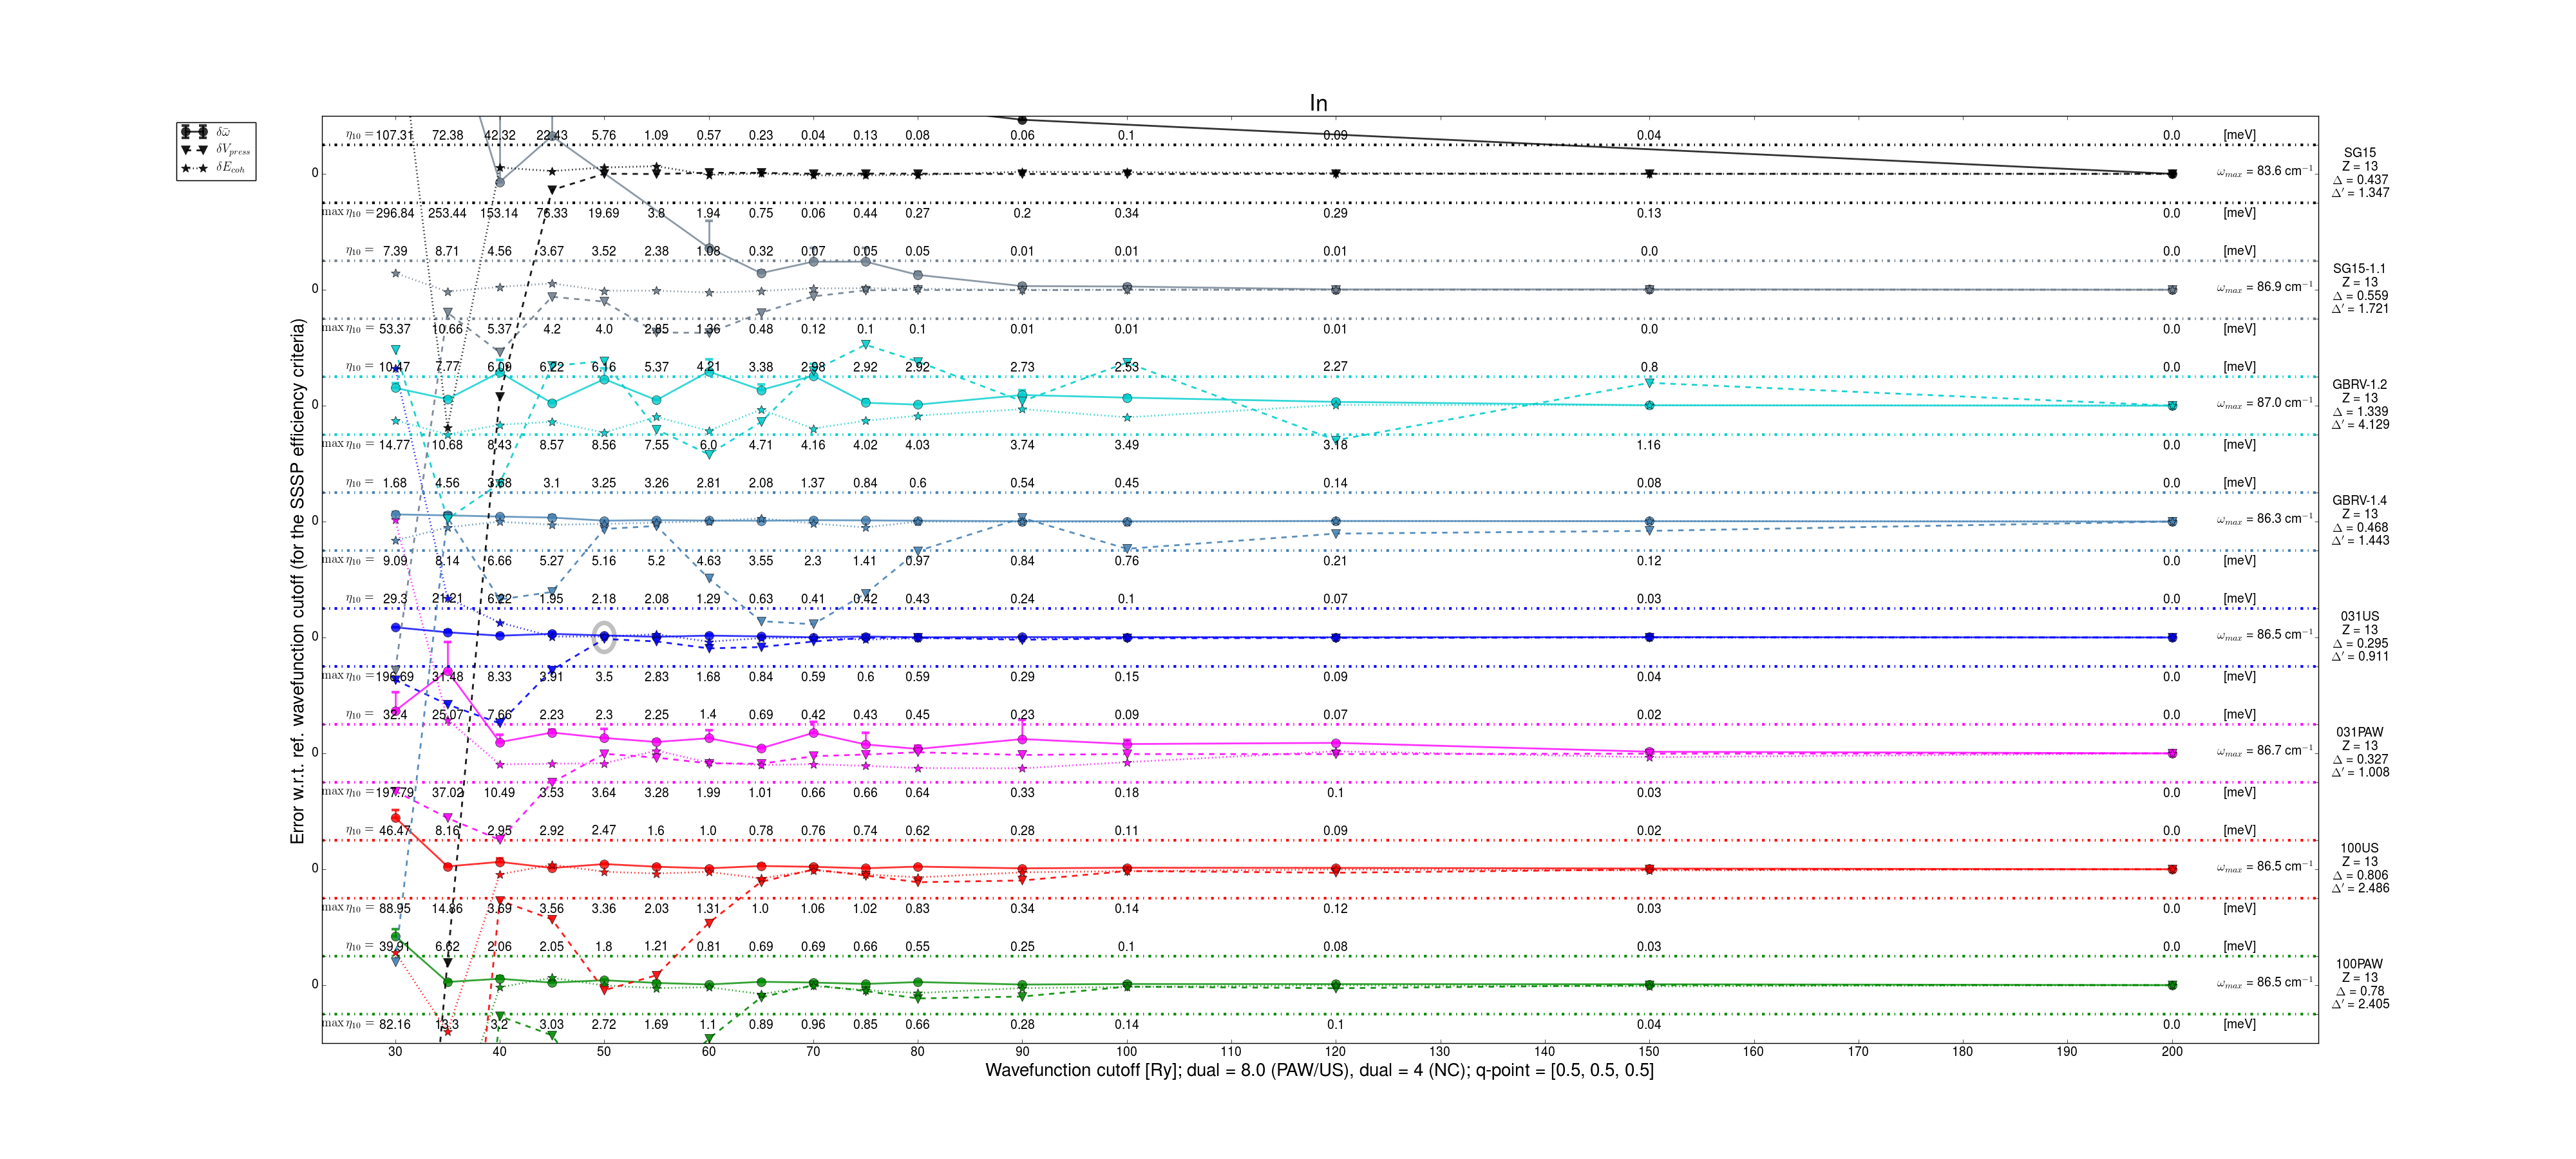 In
δω̄
δV_press
δE_coh
Error w.r.t. ref. wavefunction cutoff (for the SSSP efficiency criteria)
η₁₀ = 107.31 72.38 42.32 22.43 5.76 1.09 0.57 0.23 0.04 0.13 0.08 0.06 0.1 0.09 0.04 0.0 [meV]
0 ω_max = 83.6 cm⁻¹
max η₁₀ = 296.84 253.44 153.14 76.33 19.69 3.8 1.94 0.75 0.06 0.44 0.27 0.2 0.34 0.29 0.13 0.0 [meV]
SG15
Z = 13
Δ = 0.437
Δ′ = 1.347
η₁₀ = 7.39 8.71 4.56 3.67 3.52 2.38 1.08 0.32 0.07 0.05 0.05 0.01 0.01 0.01 0.0 0.0 [meV]
0 ω_max = 86.9 cm⁻¹
max η₁₀ = 53.37 10.66 5.37 4.2 4.0 2.85 1.36 0.48 0.12 0.1 0.1 0.01 0.01 0.01 0.0 0.0 [meV]
SG15-1.1
Z = 13
Δ = 0.559
Δ′ = 1.721
η₁₀ = 10.47 7.77 6.09 6.22 6.16 5.37 4.21 3.38 2.98 2.92 2.92 2.73 2.53 2.27 0.8 0.0 [meV]
0 ω_max = 87.0 cm⁻¹
max η₁₀ = 14.77 10.68 8.43 8.57 8.56 7.55 6.0 4.71 4.16 4.02 4.03 3.74 3.49 3.18 1.16 0.0 [meV]
GBRV-1.2
Z = 13
Δ = 1.339
Δ′ = 4.129
η₁₀ = 1.68 4.56 3.68 3.1 3.25 3.26 2.81 2.08 1.37 0.84 0.6 0.54 0.45 0.14 0.08 0.0 [meV]
0 ω_max = 86.3 cm⁻¹
max η₁₀ = 9.09 8.14 6.66 5.27 5.16 5.2 4.63 3.55 2.3 1.41 0.97 0.84 0.76 0.21 0.12 0.0 [meV]
GBRV-1.4
Z = 13
Δ = 0.468
Δ′ = 1.443
η₁₀ = 29.3 21.21 6.22 1.95 2.18 2.08 1.29 0.63 0.41 0.42 0.43 0.24 0.1 0.07 0.03 0.0 [meV]
0 ω_max = 86.5 cm⁻¹
max η₁₀ = 196.69 31.48 8.33 3.91 3.5 2.83 1.68 0.84 0.59 0.6 0.59 0.29 0.15 0.09 0.04 0.0 [meV]
031US
Z = 13
Δ = 0.295
Δ′ = 0.911
η₁₀ = 32.4 25.07 7.66 2.23 2.3 2.25 1.4 0.69 0.42 0.43 0.45 0.23 0.09 0.07 0.02 0.0 [meV]
0 ω_max = 86.7 cm⁻¹
max η₁₀ = 197.79 37.02 10.49 3.53 3.64 3.28 1.99 1.01 0.66 0.66 0.64 0.33 0.18 0.1 0.03 0.0 [meV]
031PAW
Z = 13
Δ = 0.327
Δ′ = 1.008
η₁₀ = 46.47 8.16 2.95 2.92 2.47 1.6 1.0 0.78 0.76 0.74 0.62 0.28 0.11 0.09 0.02 0.0 [meV]
0 ω_max = 86.5 cm⁻¹
max η₁₀ = 88.95 14.86 3.69 3.56 3.36 2.03 1.31 1.0 1.06 1.02 0.83 0.34 0.14 0.12 0.03 0.0 [meV]
100US
Z = 13
Δ = 0.806
Δ′ = 2.486
η₁₀ = 39.91 6.62 2.06 2.05 1.8 1.21 0.81 0.69 0.69 0.66 0.55 0.25 0.1 0.08 0.03 0.0 [meV]
0 ω_max = 86.5 cm⁻¹
max η₁₀ = 82.16 13.3 3.2 3.03 2.72 1.69 1.1 0.89 0.96 0.85 0.66 0.28 0.14 0.1 0.04 0.0 [meV]
100PAW
Z = 13
Δ = 0.78
Δ′ = 2.405
30 40 50 60 70 80 90 100 110 120 130 140 150 160 170 180 190 200
Wavefunction cutoff [Ry]; dual = 8.0 (PAW/US), dual = 4 (NC); q-point = [0.5, 0.5, 0.5]